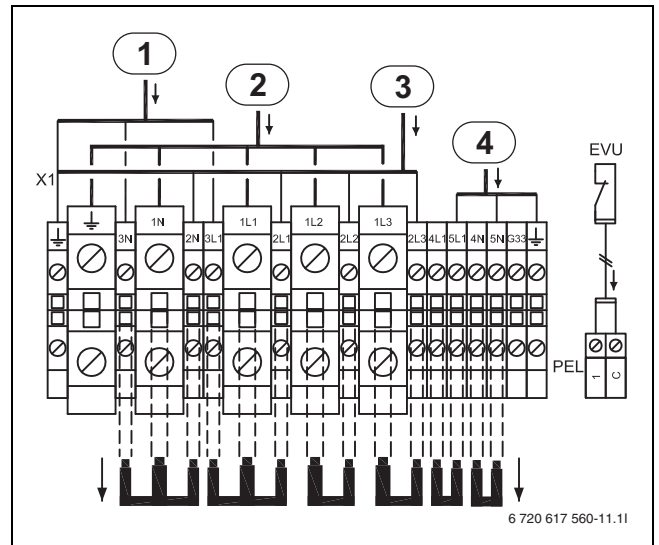 1
2
3
4
EVU
X1
⏚ ⏚ 3N 1N 2N 3L1 1L1 2L1 1L2 2L2 1L3 2L3 4L1 5L1 4N 5N G33 ⏚
PEL
1 C
6 720 617 560-11.1I